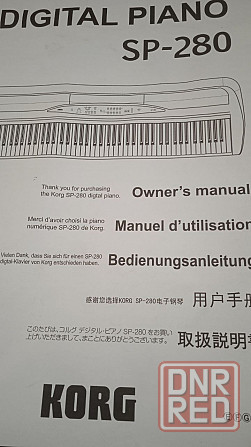 DIGITAL PIANO
SP-280
Thank you for purchasing
the Korg SP-280 digital piano.
Owner's manual
Merci d'avoir choisi la piano
numérique SP-280 de Korg.
Manuel d'utilisation
Vielen Dank, dass Sie sich für einen SP-280
digital-Klavier von Korg entschieden haben.
Bedienungsanleitung
感谢您选择KORG SP-280电子钢琴
用户手册
このたびは、コルグ デジタル・ピアノ SP-280 をお買い
上げいただきまして、まことにありがとうございます。
取扱説明
KORG
DNR
RED